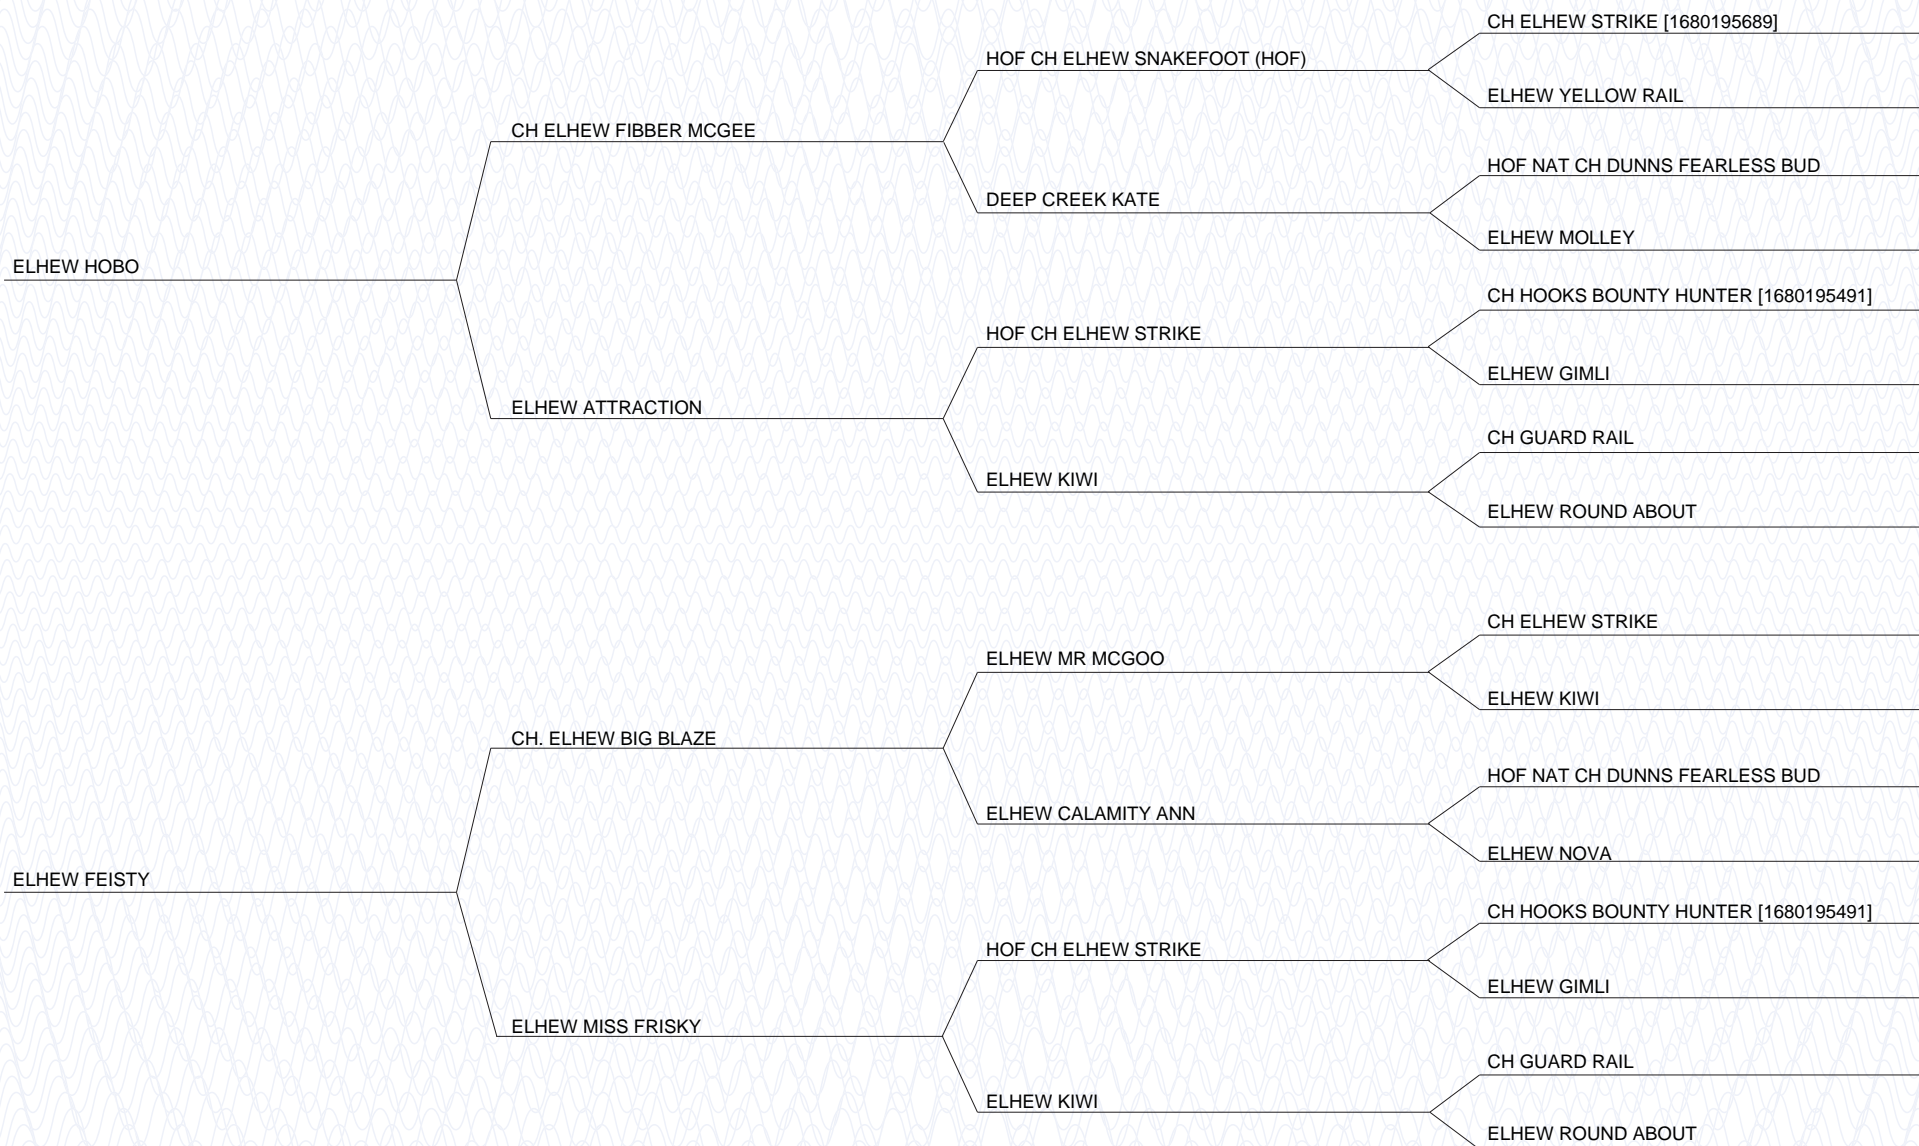 CH ELHEW STRIKE [1680195689]
HOF CH ELHEW SNAKEFOOT (HOF)
ELHEW YELLOW RAIL
CH ELHEW FIBBER MCGEE
HOF NAT CH DUNNS FEARLESS BUD
DEEP CREEK KATE
ELHEW MOLLEY
ELHEW HOBO
CH HOOKS BOUNTY HUNTER [1680195491]
HOF CH ELHEW STRIKE
ELHEW GIMLI
ELHEW ATTRACTION
CH GUARD RAIL
ELHEW KIWI
ELHEW ROUND ABOUT
CH ELHEW STRIKE
ELHEW MR MCGOO
ELHEW KIWI
CH. ELHEW BIG BLAZE
HOF NAT CH DUNNS FEARLESS BUD
ELHEW CALAMITY ANN
ELHEW NOVA
ELHEW FEISTY
CH HOOKS BOUNTY HUNTER [1680195491]
HOF CH ELHEW STRIKE
ELHEW GIMLI
ELHEW MISS FRISKY
CH GUARD RAIL
ELHEW KIWI
ELHEW ROUND ABOUT